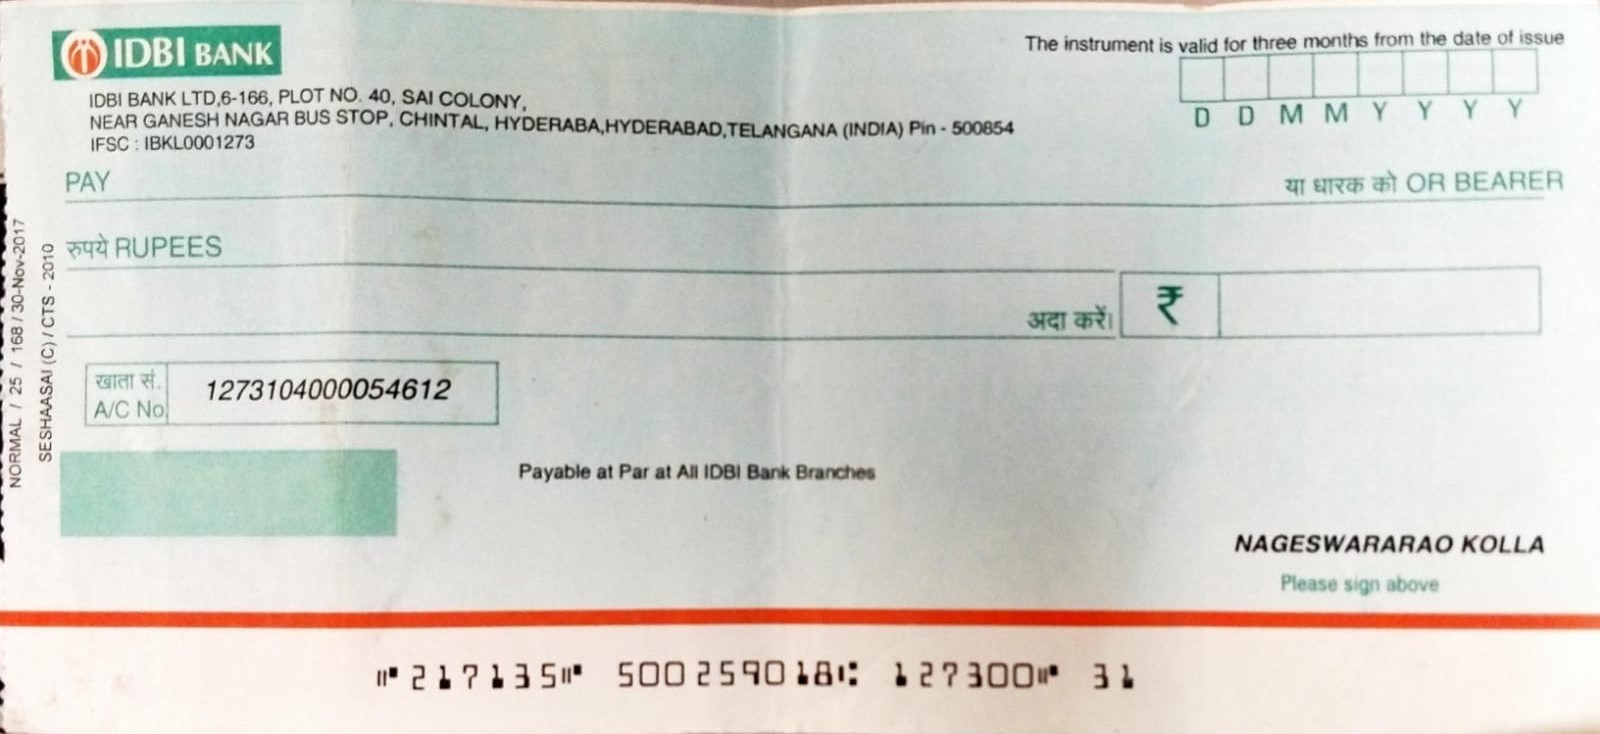 IDBI BANK
The instrument is valid for three months from the date of issue
D D M M Y Y Y Y
IDBI BANK LTD,6-166, PLOT NO. 40, SAI COLONY,
NEAR GANESH NAGAR BUS STOP, CHINTAL, HYDERABA,HYDERABAD,TELANGANA (INDIA) Pin - 500854
IFSC : IBKL0001273
PAY
या धारक को OR BEARER
रुपये RUPEES
अदा करें।
₹
खाता सं.
A/C No.
1273104000054612
Payable at Par at All IDBI Bank Branches
NAGESWARARAO KOLLA
Please sign above
NORMAL / 25 / 168 / 30-Nov-2017
SESHAASAI (C) / CTS - 2010
⑈217135⑈ 500259018⑆ 127300⑈ 31